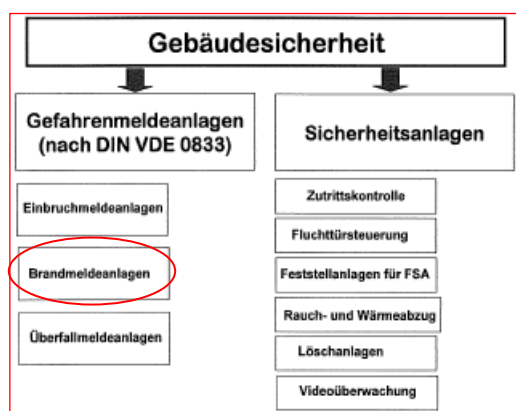 Gebäudesicherheit
Gefahrenmeldeanlagen
(nach DIN VDE 0833)
Einbruchmeldeanlagen
Brandmeldeanlagen
Überfallmeldeanlagen
Sicherheitsanlagen
Zutrittskontrolle
Fluchttürsteuerung
Feststellanlagen für FSA
Rauch- und Wärmeabzug
Löschanlagen
Videoüberwachung